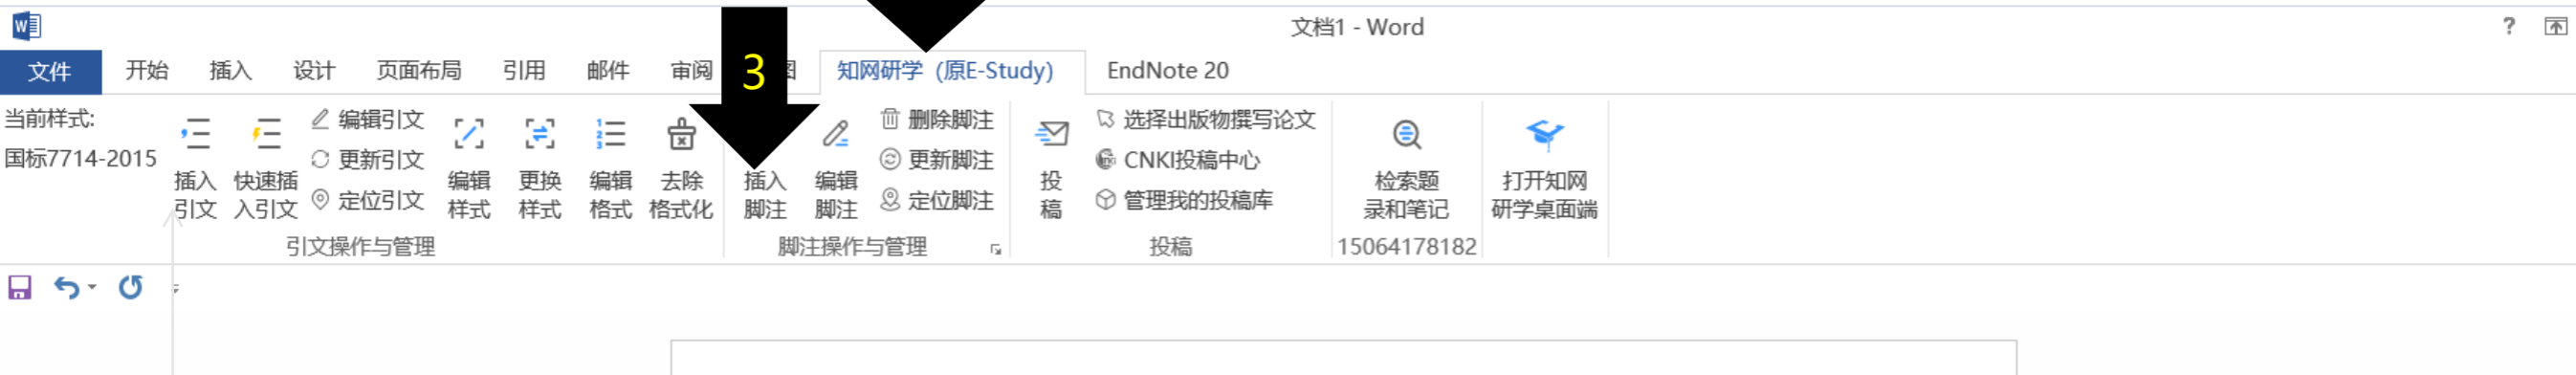 文档1 - Word
?
文件 开始 插入 设计 页面布局 引用 邮件 审阅 图 知网研学 (原E-Study) EndNote 20
3
当前样式:
国标7714-2015
插入
引文
快速插
入引文
编辑引文
更新引文
定位引文
编辑
样式
更换
样式
编辑
格式
去除
格式化
引文操作与管理
插入
脚注
编辑
脚注
删除脚注
更新脚注
定位脚注
脚注操作与管理
投
稿
选择出版物撰写论文
CNKI投稿中心
管理我的投稿库
投稿
检索题
录和笔记
15064178182
打开知网
研学桌面端